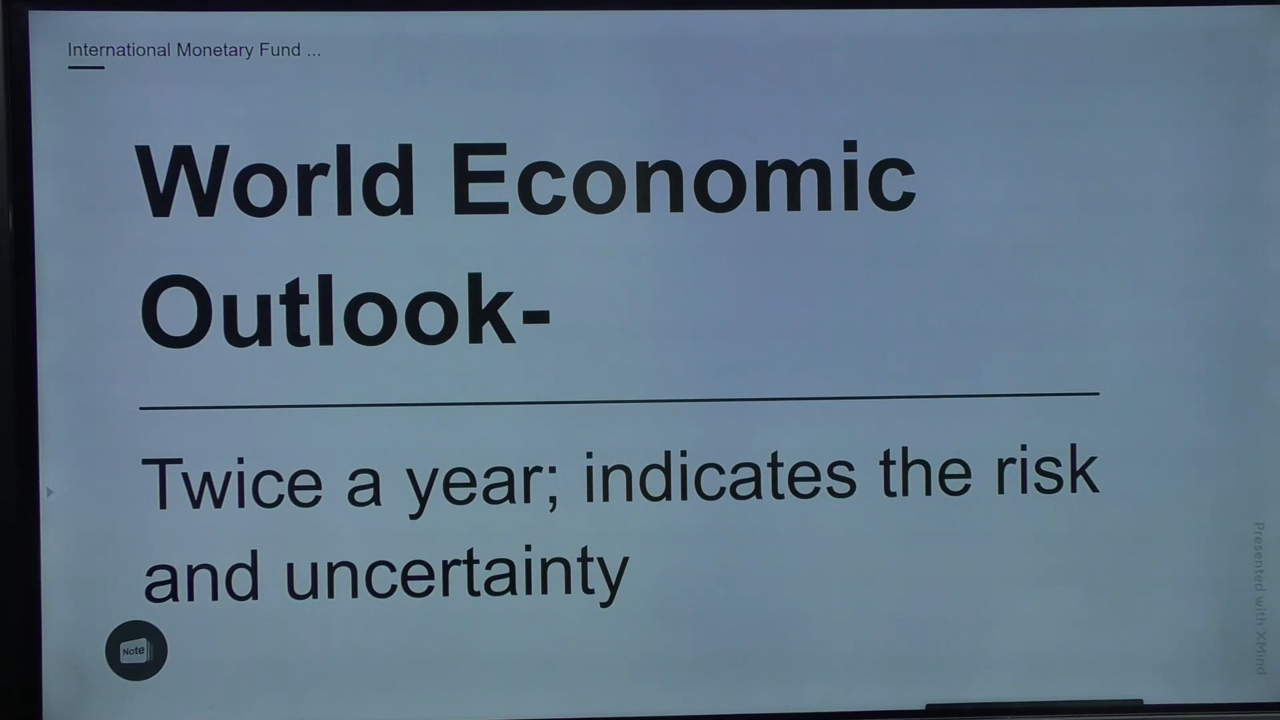 International Monetary Fund ...
World Economic
Outlook-
Twice a year; indicates the risk
and uncertainty
Note
Presented with XMind